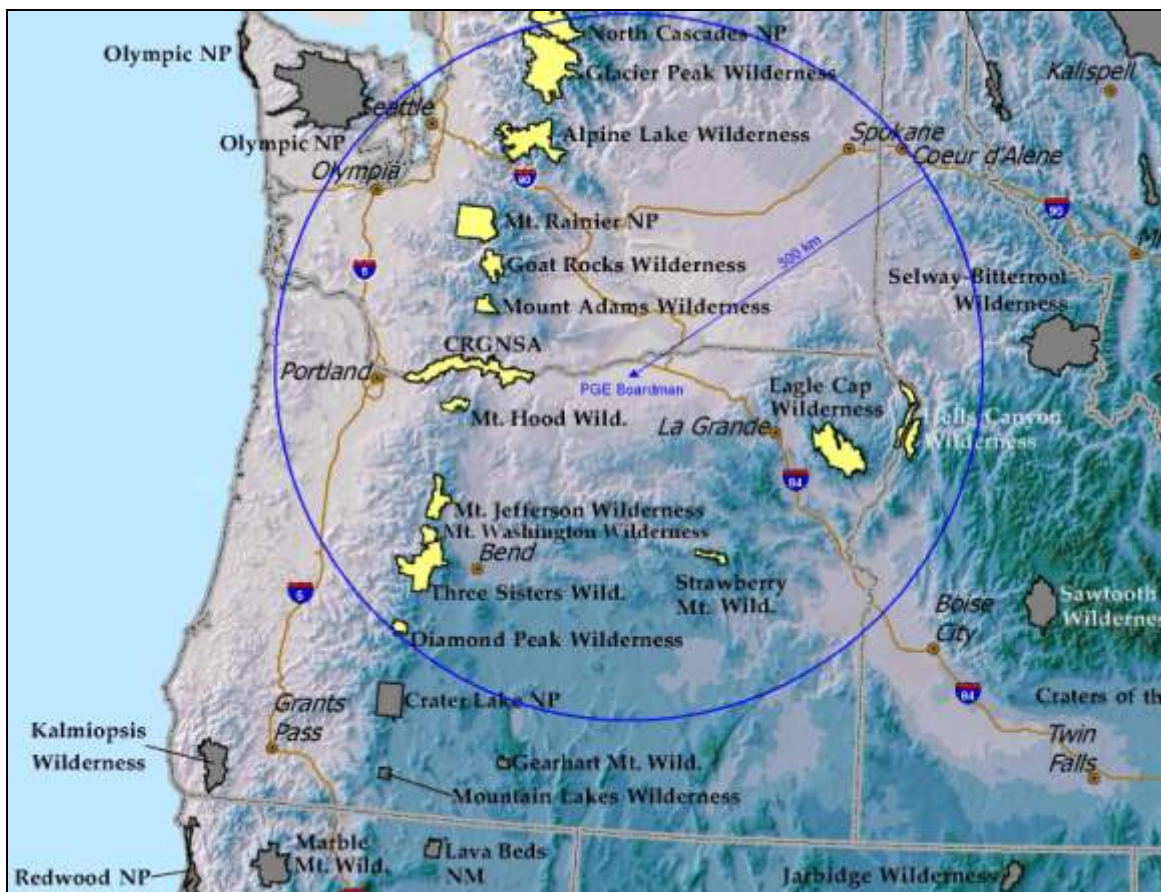 Olympic NP
North Cascades NP
Glacier Peak Wilderness
Kalispell
Seattle
Olympic NP
Alpine Lake Wilderness
Spokane
Coeur d'Alene
Olympia
90
90
Mt. Rainier NP
300 km
5
Goat Rocks Wilderness
Selway-Bitterroot
Wilderness
Mount Adams Wilderness
CRGNSA
Portland
PGE Boardman
Eagle Cap
Wilderness
Mt. Hood Wild.
La Grande
Hells Canyon
Wilderness
84
Mt. Jefferson Wilderness
Mt. Washington Wilderness
Bend
5
Three Sisters Wild.
Strawberry
Mt. Wild.
Sawtooth
Wilderness
Boise
City
Diamond Peak Wilderness
84
Crater Lake NP
Craters of th
Grants
Pass
Kalmiopsis
Wilderness
Twin
Falls
Gearhart Mt. Wild.
Mountain Lakes Wilderness
Marble
Mt. Wild.
Lava Beds
NM
Redwood NP
Jarbidge Wilderness